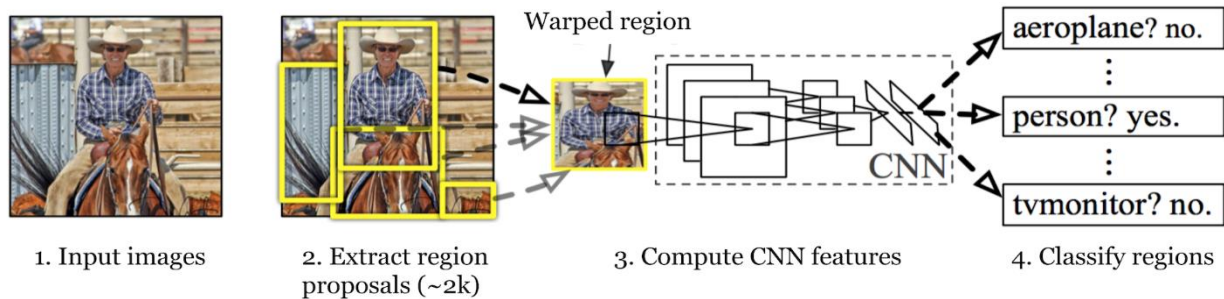 Warped region
aeroplane? no.
person? yes.
CNN
tvmonitor? no.
1. Input images
2. Extract region
proposals (~2k)
3. Compute CNN features
4. Classify regions